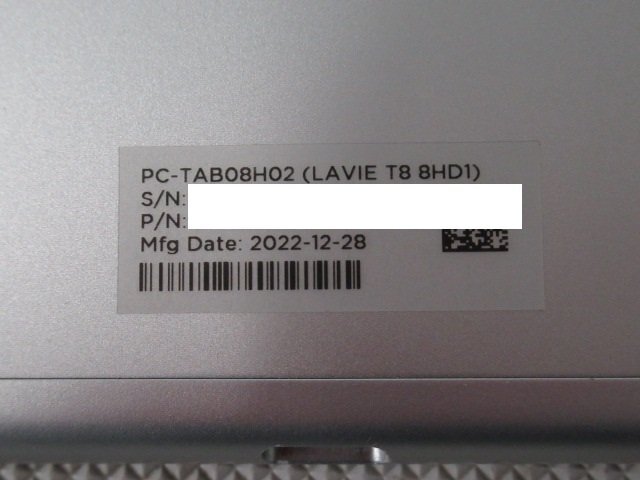 PC-TAB08H02 (LAVIE T8 8HD1)
S/N:
P/N:
Mfg Date: 2022-12-28